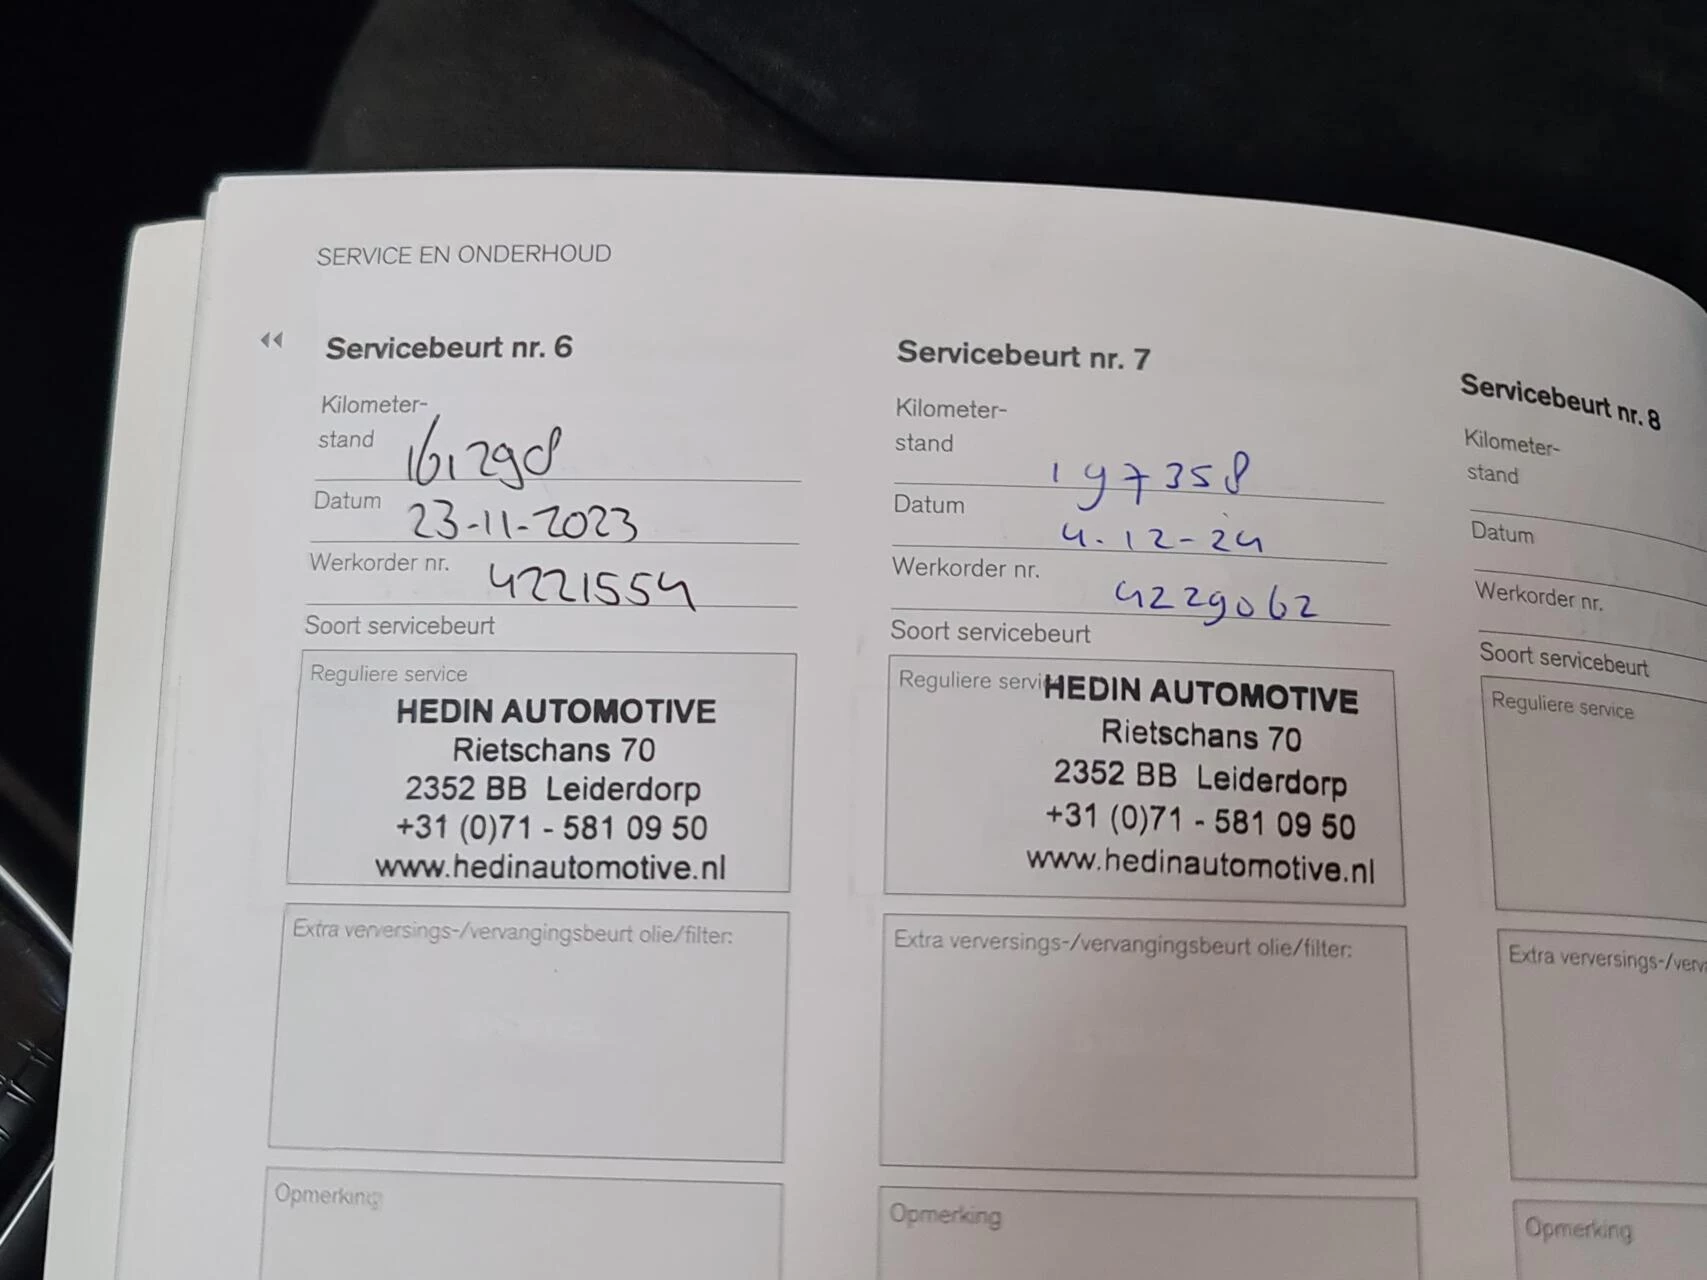 SERVICE EN ONDERHOUD
Servicebeurt nr. 6
Kilometer-
stand 161298
Datum 23-11-2023
Werkorder nr. 4221554
Soort servicebeurt
Reguliere service
HEDIN AUTOMOTIVE
Rietschans 70
2352 BB Leiderdorp
+31 (0)71 - 581 09 50
www.hedinautomotive.nl
Extra verversings-/vervangingsbeurt olie/filter:
Opmerking
Servicebeurt nr. 7
Kilometer-
stand 197358
Datum 4.12-24
Werkorder nr. 4229062
Soort servicebeurt
Reguliere servi
HEDIN AUTOMOTIVE
Rietschans 70
2352 BB Leiderdorp
+31 (0)71 - 581 09 50
www.hedinautomotive.nl
Extra verversings-/vervangingsbeurt olie/filter:
Opmerking
Servicebeurt nr. 8
Kilometer-
stand
Datum
Werkorder nr.
Soort servicebeurt
Reguliere service
Extra verversings-/verv
Opmerking